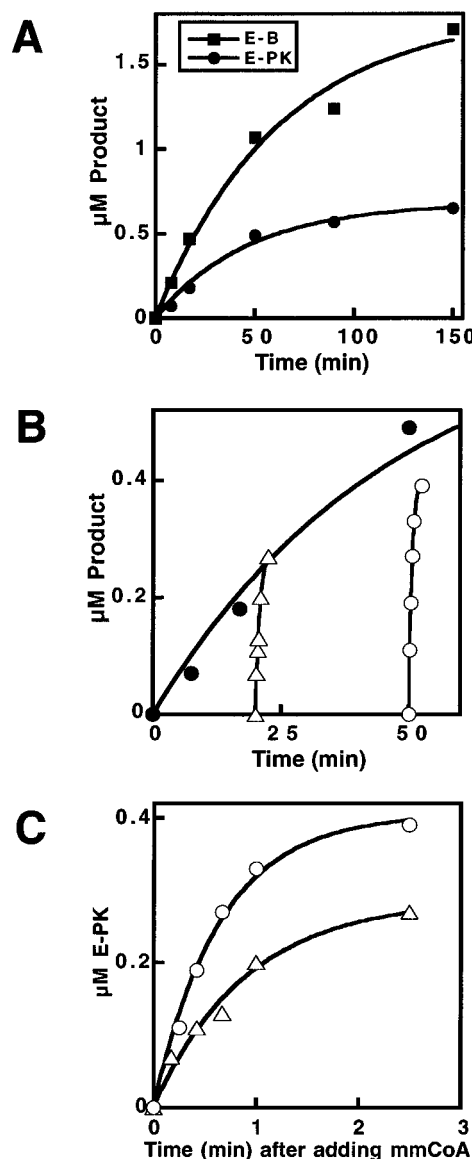 A
E-B
E-PK
µM Product
1.5
1
0.5
0
0
50
100
150
Time (min)
B
µM Product
0.4
0.2
0
0
25
50
Time (min)
C
µM E-PK
0.4
0.2
0
0
1
2
3
Time (min) after adding mmCoA